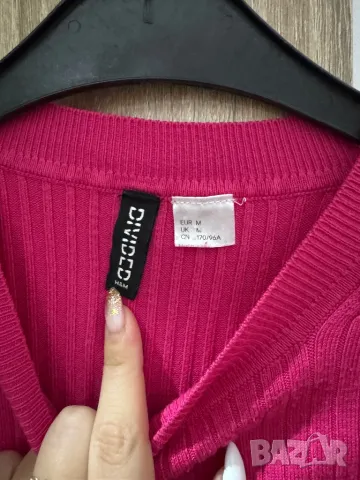 DIVIDED
H&M
EUR M
UK M
CN 170/96A
BAZAR